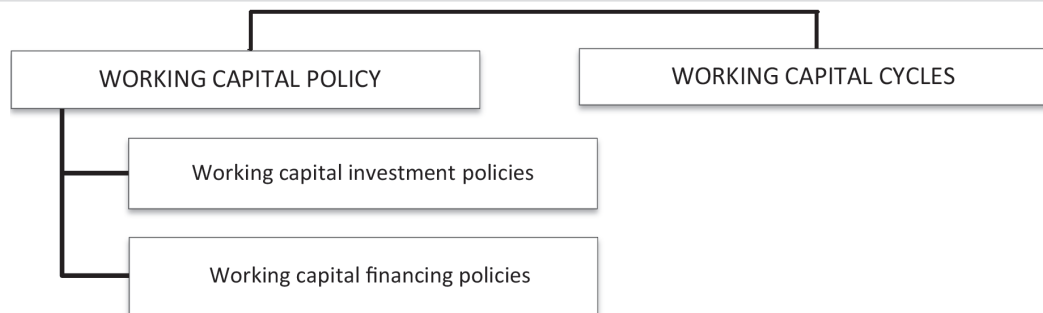 WORKING CAPITAL POLICY
WORKING CAPITAL CYCLES
Working capital investment policies
Working capital financing policies